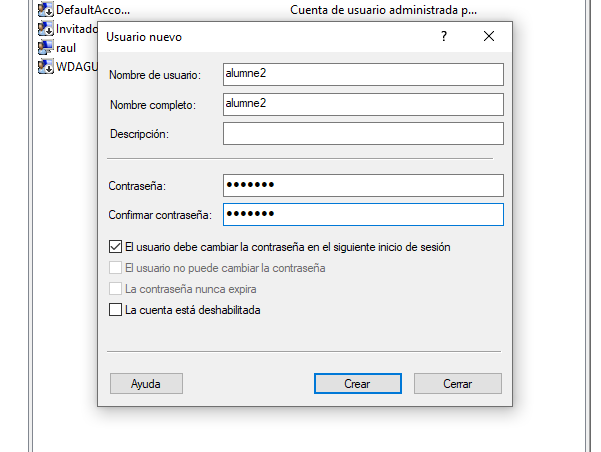 DefaultAcco... Cuenta de usuario administrada p...
Invitado
raul
WDAGU
Usuario nuevo ? 
Nombre de usuario: alumne2
Nombre completo: alumne2
Descripción:
Contraseña: •••••••
Confirmar contraseña: •••••••
El usuario debe cambiar la contraseña en el siguiente inicio de sesión
El usuario no puede cambiar la contraseña
La contraseña nunca expira
La cuenta está deshabilitada
Ayuda Crear Cerrar